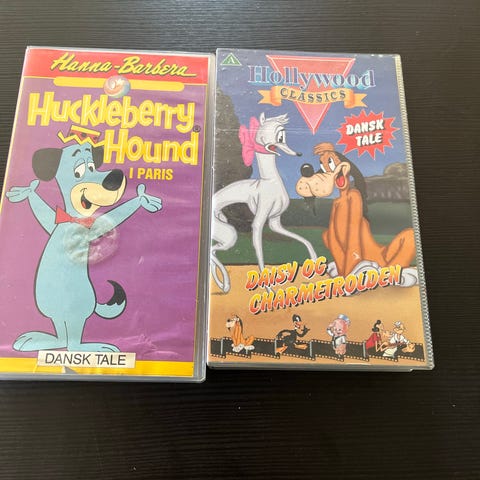 Hanna-Barbera
Huckleberry
Hound
I PARIS
DANSK TALE
A
Hollywood
CLASSICS
DANSK
TALE
DAISY OG
CHARMETROLDEN